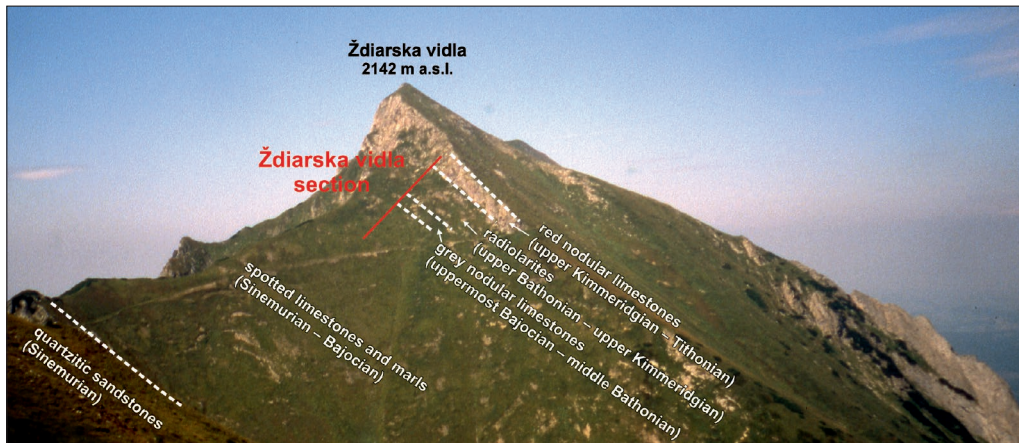 Ždiarska vidla
2142 m a.s.l.
Ždiarska vidla
section
red nodular limestones
(upper Kimmeridgian – Tithonian)
radiolarites
(upper Bathonian – upper Kimmeridgian)
grey nodular limestones
(uppermost Bajocian – middle Bathonian)
spotted limestones and marls
(Sinemurian – Bajocian)
quartzitic sandstones
(Sinemurian)